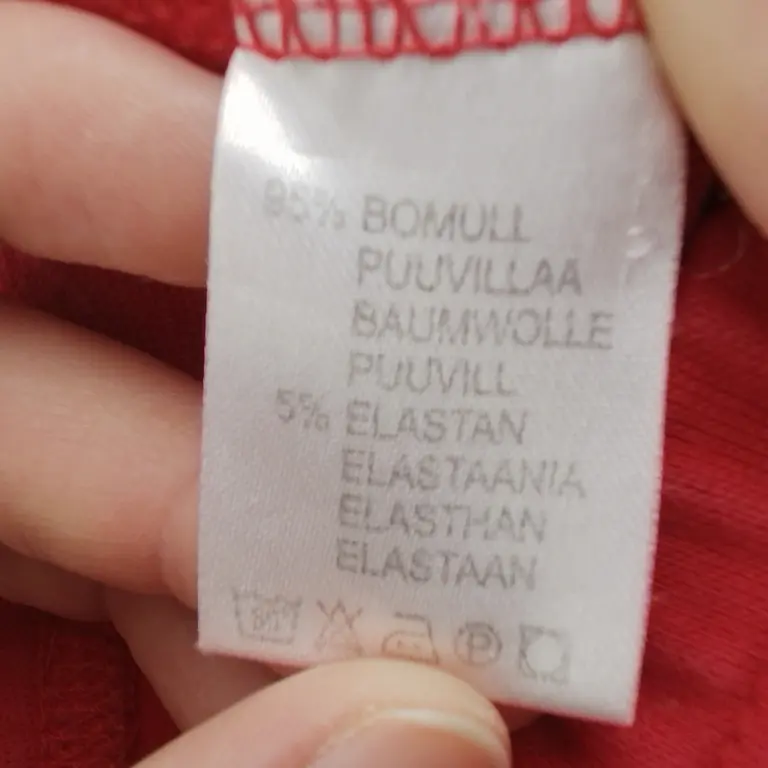 95% BOMULL
PUUVILLAA
BAUMWOLLE
PUUVILL
5% ELASTAN
ELASTAANIA
ELASTHAN
ELASTAAN
P